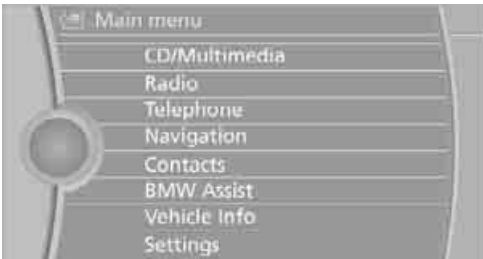 Main menu
CD/Multimedia
Radio
Telephone
Navigation
Contacts
BMW Assist
Vehicle Info
Settings